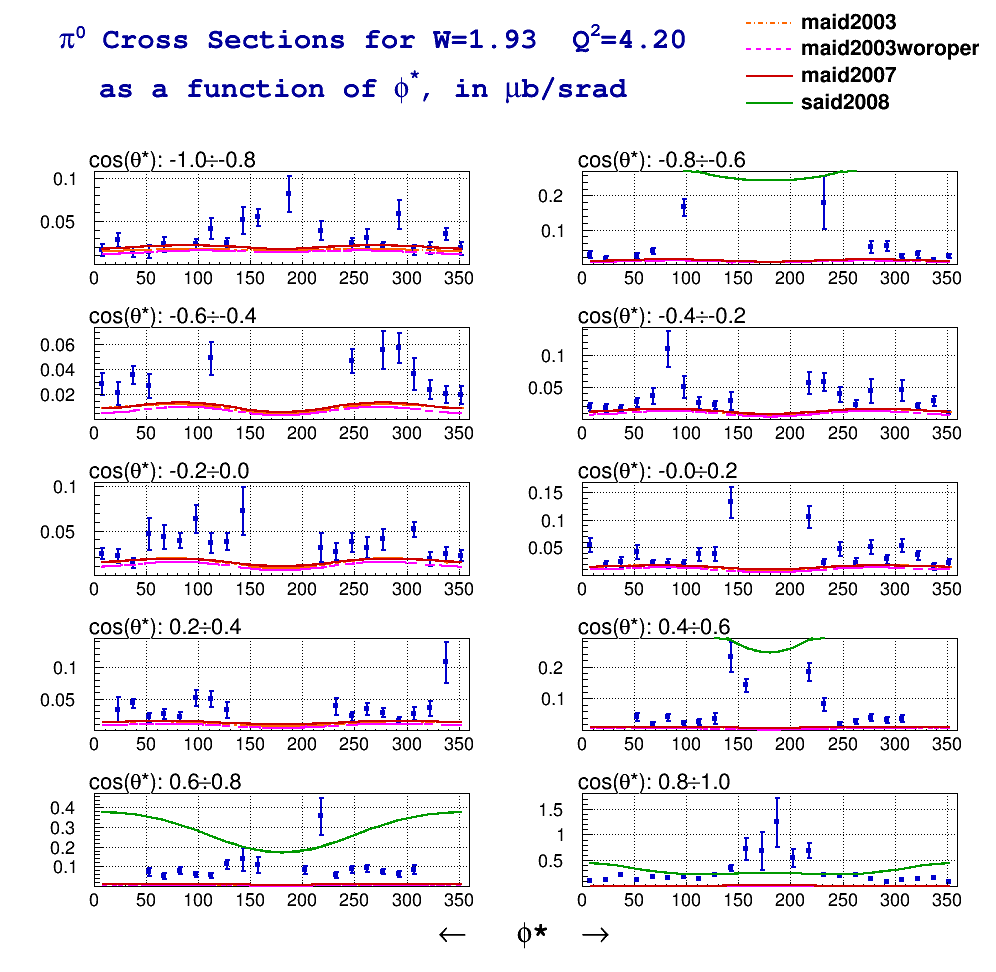 π⁰ Cross Sections for W=1.93 Q²=4.20
as a function of ϕ*, in μb/srad
maid2003
maid2003woroper
maid2007
said2008
cos(θ*): -1.0÷-0.8
0.1
0.05
0 50 100 150 200 250 300 350
cos(θ*): -0.8÷-0.6
0.2
0.1
0 50 100 150 200 250 300 350
cos(θ*): -0.6÷-0.4
0.06
0.04
0.02
0 50 100 150 200 250 300 350
cos(θ*): -0.4÷-0.2
0.1
0.05
0 50 100 150 200 250 300 350
cos(θ*): -0.2÷0.0
0.1
0.05
0 50 100 150 200 250 300 350
cos(θ*): -0.0÷0.2
0.15
0.1
0.05
0 50 100 150 200 250 300 350
cos(θ*): 0.2÷0.4
0.1
0.05
0 50 100 150 200 250 300 350
cos(θ*): 0.4÷0.6
0.2
0.1
0 50 100 150 200 250 300 350
cos(θ*): 0.6÷0.8
0.4
0.3
0.2
0.1
0 50 100 150 200 250 300 350
cos(θ*): 0.8÷1.0
1.5
1
0.5
0 50 100 150 200 250 300 350
← ϕ* →